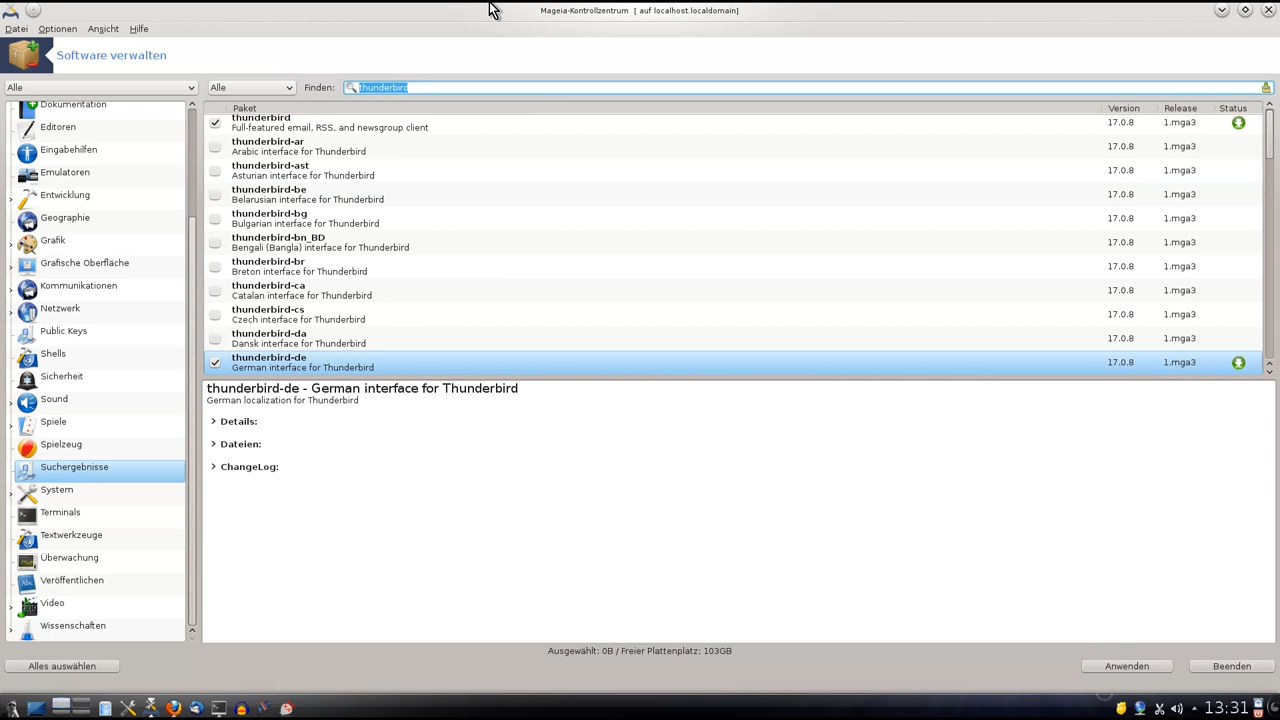 Mageia-Kontrollzentrum [ auf localhost.localdomain]
Datei Optionen Ansicht Hilfe
Software verwalten
Alle Alle Finden: thunderbird
Dokumentation
Editoren
Eingabehilfen
Emulatoren
Entwicklung
Geographie
Grafik
Grafische Oberfläche
Kommunikationen
Netzwerk
Public Keys
Shells
Sicherheit
Sound
Spiele
Spielzeug
Suchergebnisse
System
Terminals
Textwerkzeuge
Überwachung
Veröffentlichen
Video
Wissenschaften
Paket Version Release Status
thunderbird 17.0.8 1.mga3
Full-featured email, RSS, and newsgroup client
thunderbird-ar 17.0.8 1.mga3
Arabic interface for Thunderbird
thunderbird-ast 17.0.8 1.mga3
Asturian interface for Thunderbird
thunderbird-be 17.0.8 1.mga3
Belarusian interface for Thunderbird
thunderbird-bg 17.0.8 1.mga3
Bulgarian interface for Thunderbird
thunderbird-bn_BD 17.0.8 1.mga3
Bengali (Bangla) interface for Thunderbird
thunderbird-br 17.0.8 1.mga3
Breton interface for Thunderbird
thunderbird-ca 17.0.8 1.mga3
Catalan interface for Thunderbird
thunderbird-cs 17.0.8 1.mga3
Czech interface for Thunderbird
thunderbird-da 17.0.8 1.mga3
Dansk interface for Thunderbird
thunderbird-de 17.0.8 1.mga3
German interface for Thunderbird
thunderbird-de - German interface for Thunderbird
German localization for Thunderbird
Details:
Dateien:
ChangeLog:
Ausgewählt: 0B / Freier Plattenplatz: 103GB
Alles auswählen Anwenden Beenden
13:31